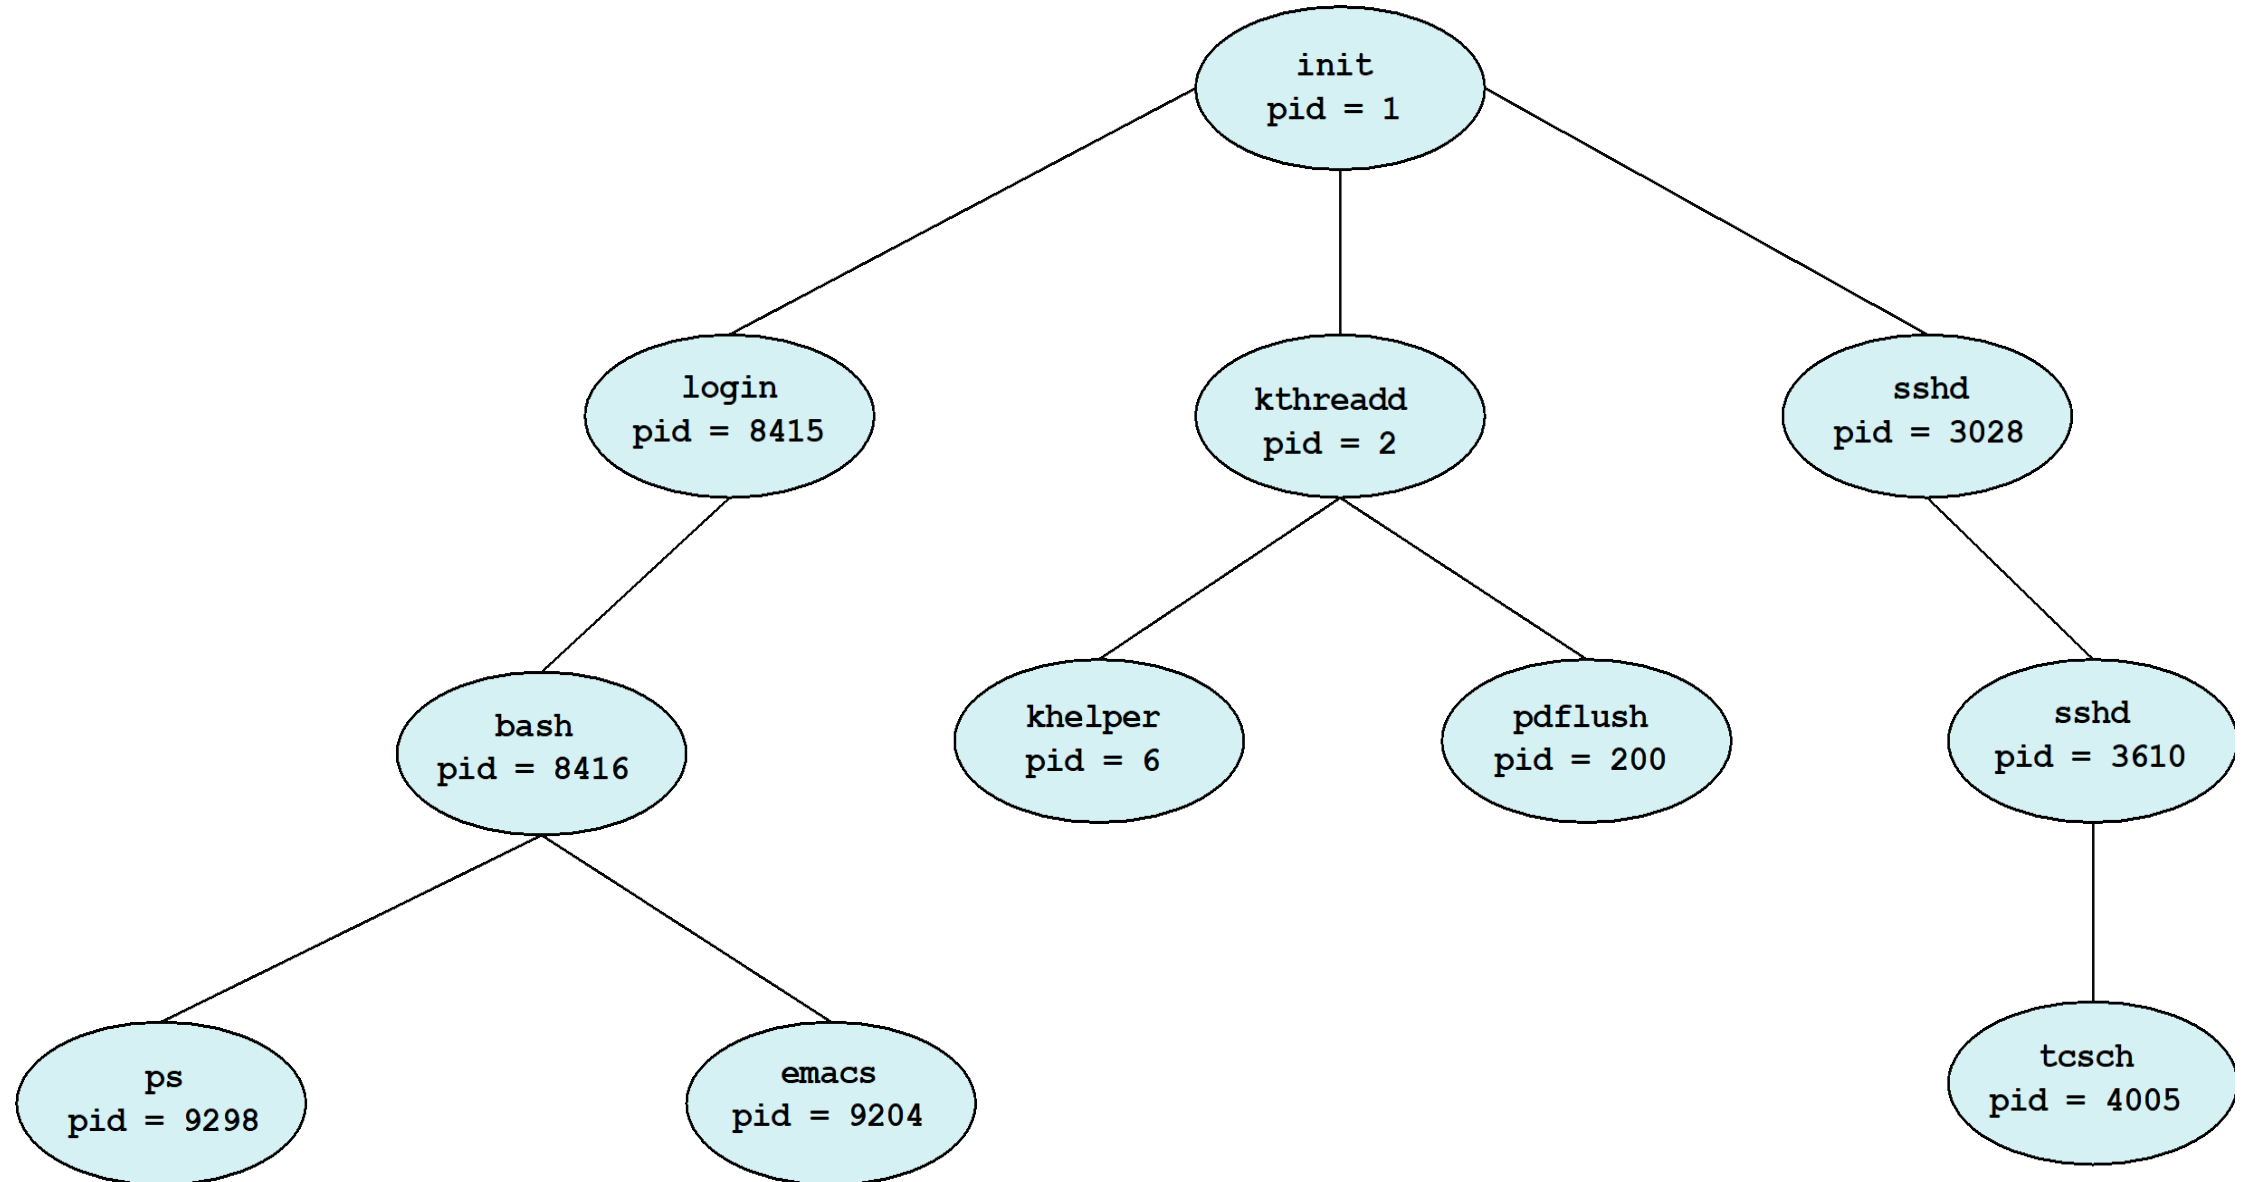 init
pid = 1
login
pid = 8415
kthreadd
pid = 2
sshd
pid = 3028
bash
pid = 8416
khelper
pid = 6
pdflush
pid = 200
sshd
pid = 3610
ps
pid = 9298
emacs
pid = 9204
tcsch
pid = 4005